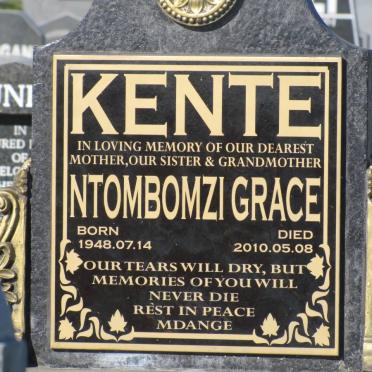 KENTE
IN LOVING MEMORY OF OUR DEAREST
MOTHER,OUR SISTER & GRANDMOTHER
NTOMBOMZI GRACE
BORN DIED
1948.07.14 2010.05.08
OUR TEARS WILL DRY, BUT
MEMORIES OF YOU WILL
NEVER DIE
REST IN PEACE
MDANGE